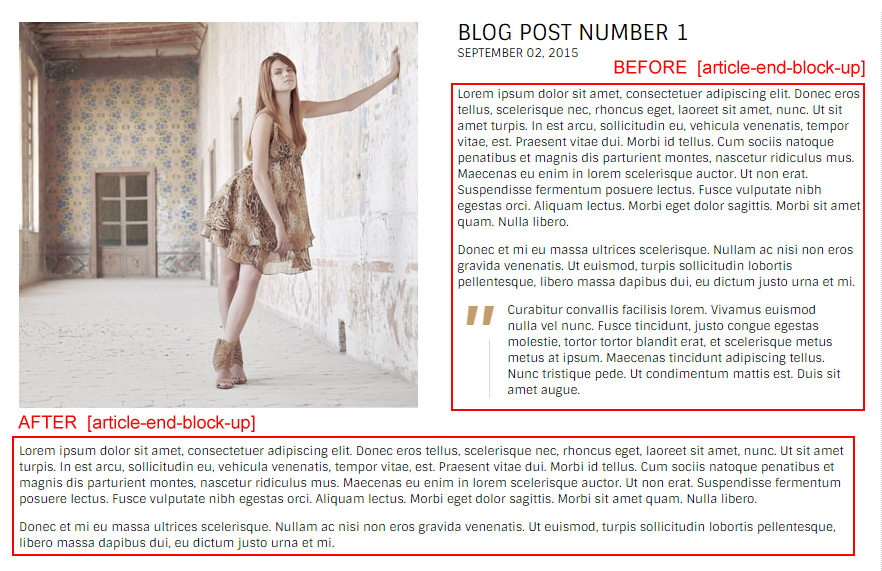 BLOG POST NUMBER 1
SEPTEMBER 02, 2015
BEFORE [article-end-block-up]
Lorem ipsum dolor sit amet, consectetuer adipiscing elit. Donec eros
tellus, scelerisque nec, rhoncus eget, laoreet sit amet, nunc. Ut sit
amet turpis. In est arcu, sollicitudin eu, vehicula venenatis, tempor
vitae, est. Praesent vitae dui. Morbi id tellus. Cum sociis natoque
penatibus et magnis dis parturient montes, nascetur ridiculus mus.
Maecenas eu enim in lorem scelerisque auctor. Ut non erat.
Suspendisse fermentum posuere lectus. Fusce vulputate nibh
egestas orci. Aliquam lectus. Morbi eget dolor sagittis. Morbi sit amet
quam. Nulla libero.
Donec et mi eu massa ultrices scelerisque. Nullam ac nisi non eros
gravida venenatis. Ut euismod, turpis sollicitudin lobortis
pellentesque, libero massa dapibus dui, eu dictum justo urna et mi.
" Curabitur convallis facilisis lorem. Vivamus euismod
nulla vel nunc. Fusce tincidunt, justo congue egestas
molestie, tortor tortor blandit erat, et scelerisque metus
metus at ipsum. Maecenas tincidunt adipiscing tellus.
Nunc tristique pede. Ut condimentum mattis est. Duis sit
amet augue.
AFTER [article-end-block-up]
Lorem ipsum dolor sit amet, consectetuer adipiscing elit. Donec eros tellus, scelerisque nec, rhoncus eget, laoreet sit amet, nunc. Ut sit amet
turpis. In est arcu, sollicitudin eu, vehicula venenatis, tempor vitae, est. Praesent vitae dui. Morbi id tellus. Cum sociis natoque penatibus et
magnis dis parturient montes, nascetur ridiculus mus. Maecenas eu enim in lorem scelerisque auctor. Ut non erat. Suspendisse fermentum
posuere lectus. Fusce vulputate nibh egestas orci. Aliquam lectus. Morbi eget dolor sagittis. Morbi sit amet quam. Nulla libero.
Donec et mi eu massa ultrices scelerisque. Nullam ac nisi non eros gravida venenatis. Ut euismod, turpis sollicitudin lobortis pellentesque,
libero massa dapibus dui, eu dictum justo urna et mi.